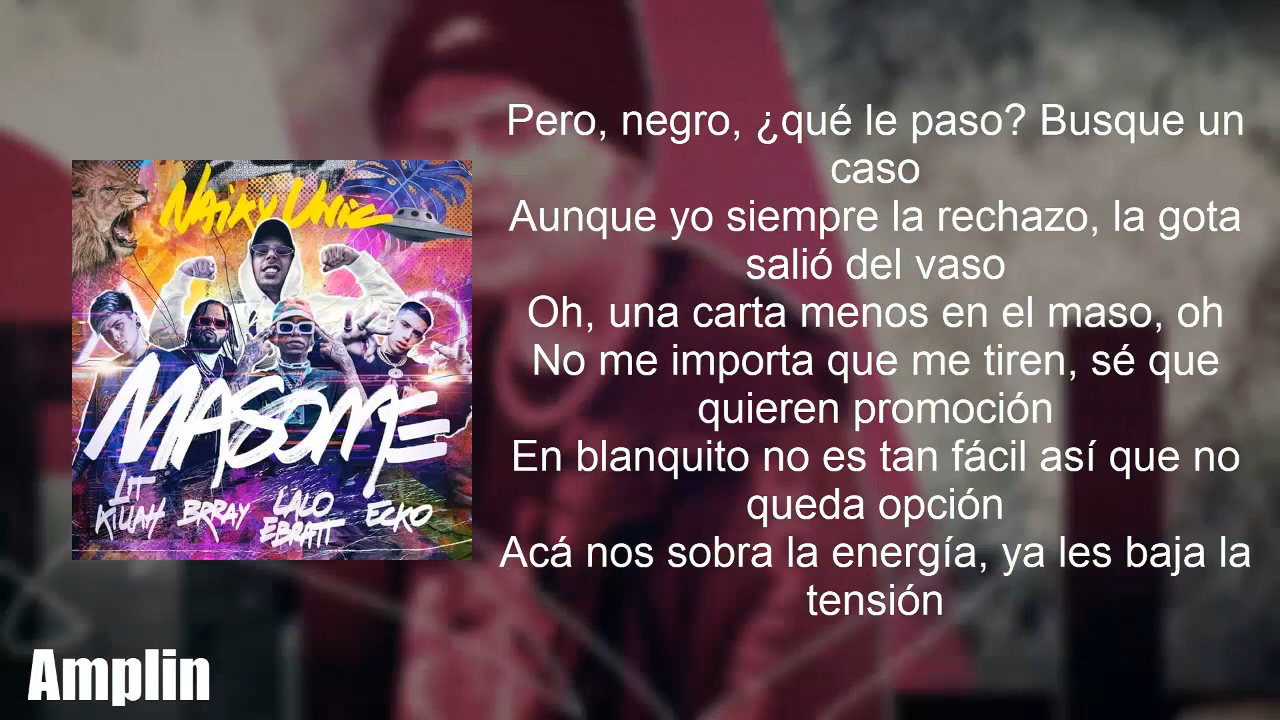 Pero, negro, ¿qué le paso? Busque un
caso
Aunque yo siempre la rechazo, la gota
salió del vaso
Oh, una carta menos en el maso, oh
No me importa que me tiren, sé que
quieren promoción
En blanquito no es tan fácil así que no
queda opción
Acá nos sobra la energía, ya les baja la
tensión
NAIKY UNIC
MASOME
LIT
KILLAH
BRRAY
LALO
EBRATT
ECKO
Amplin